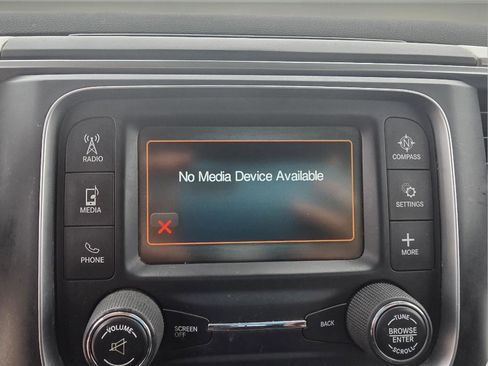 RADIO
COMPASS
No Media Device Available
MEDIA
SETTINGS
PHONE
MORE
VOLUME
SCREEN
OFF
BACK
TUNE
BROWSE
ENTER
SCROLL